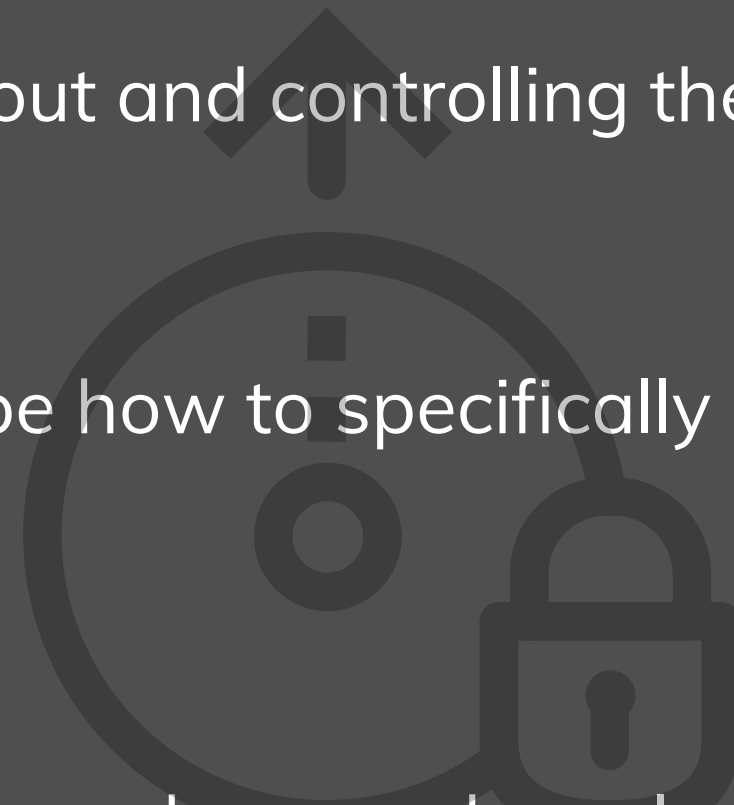 out and controlling the
be how to specifically